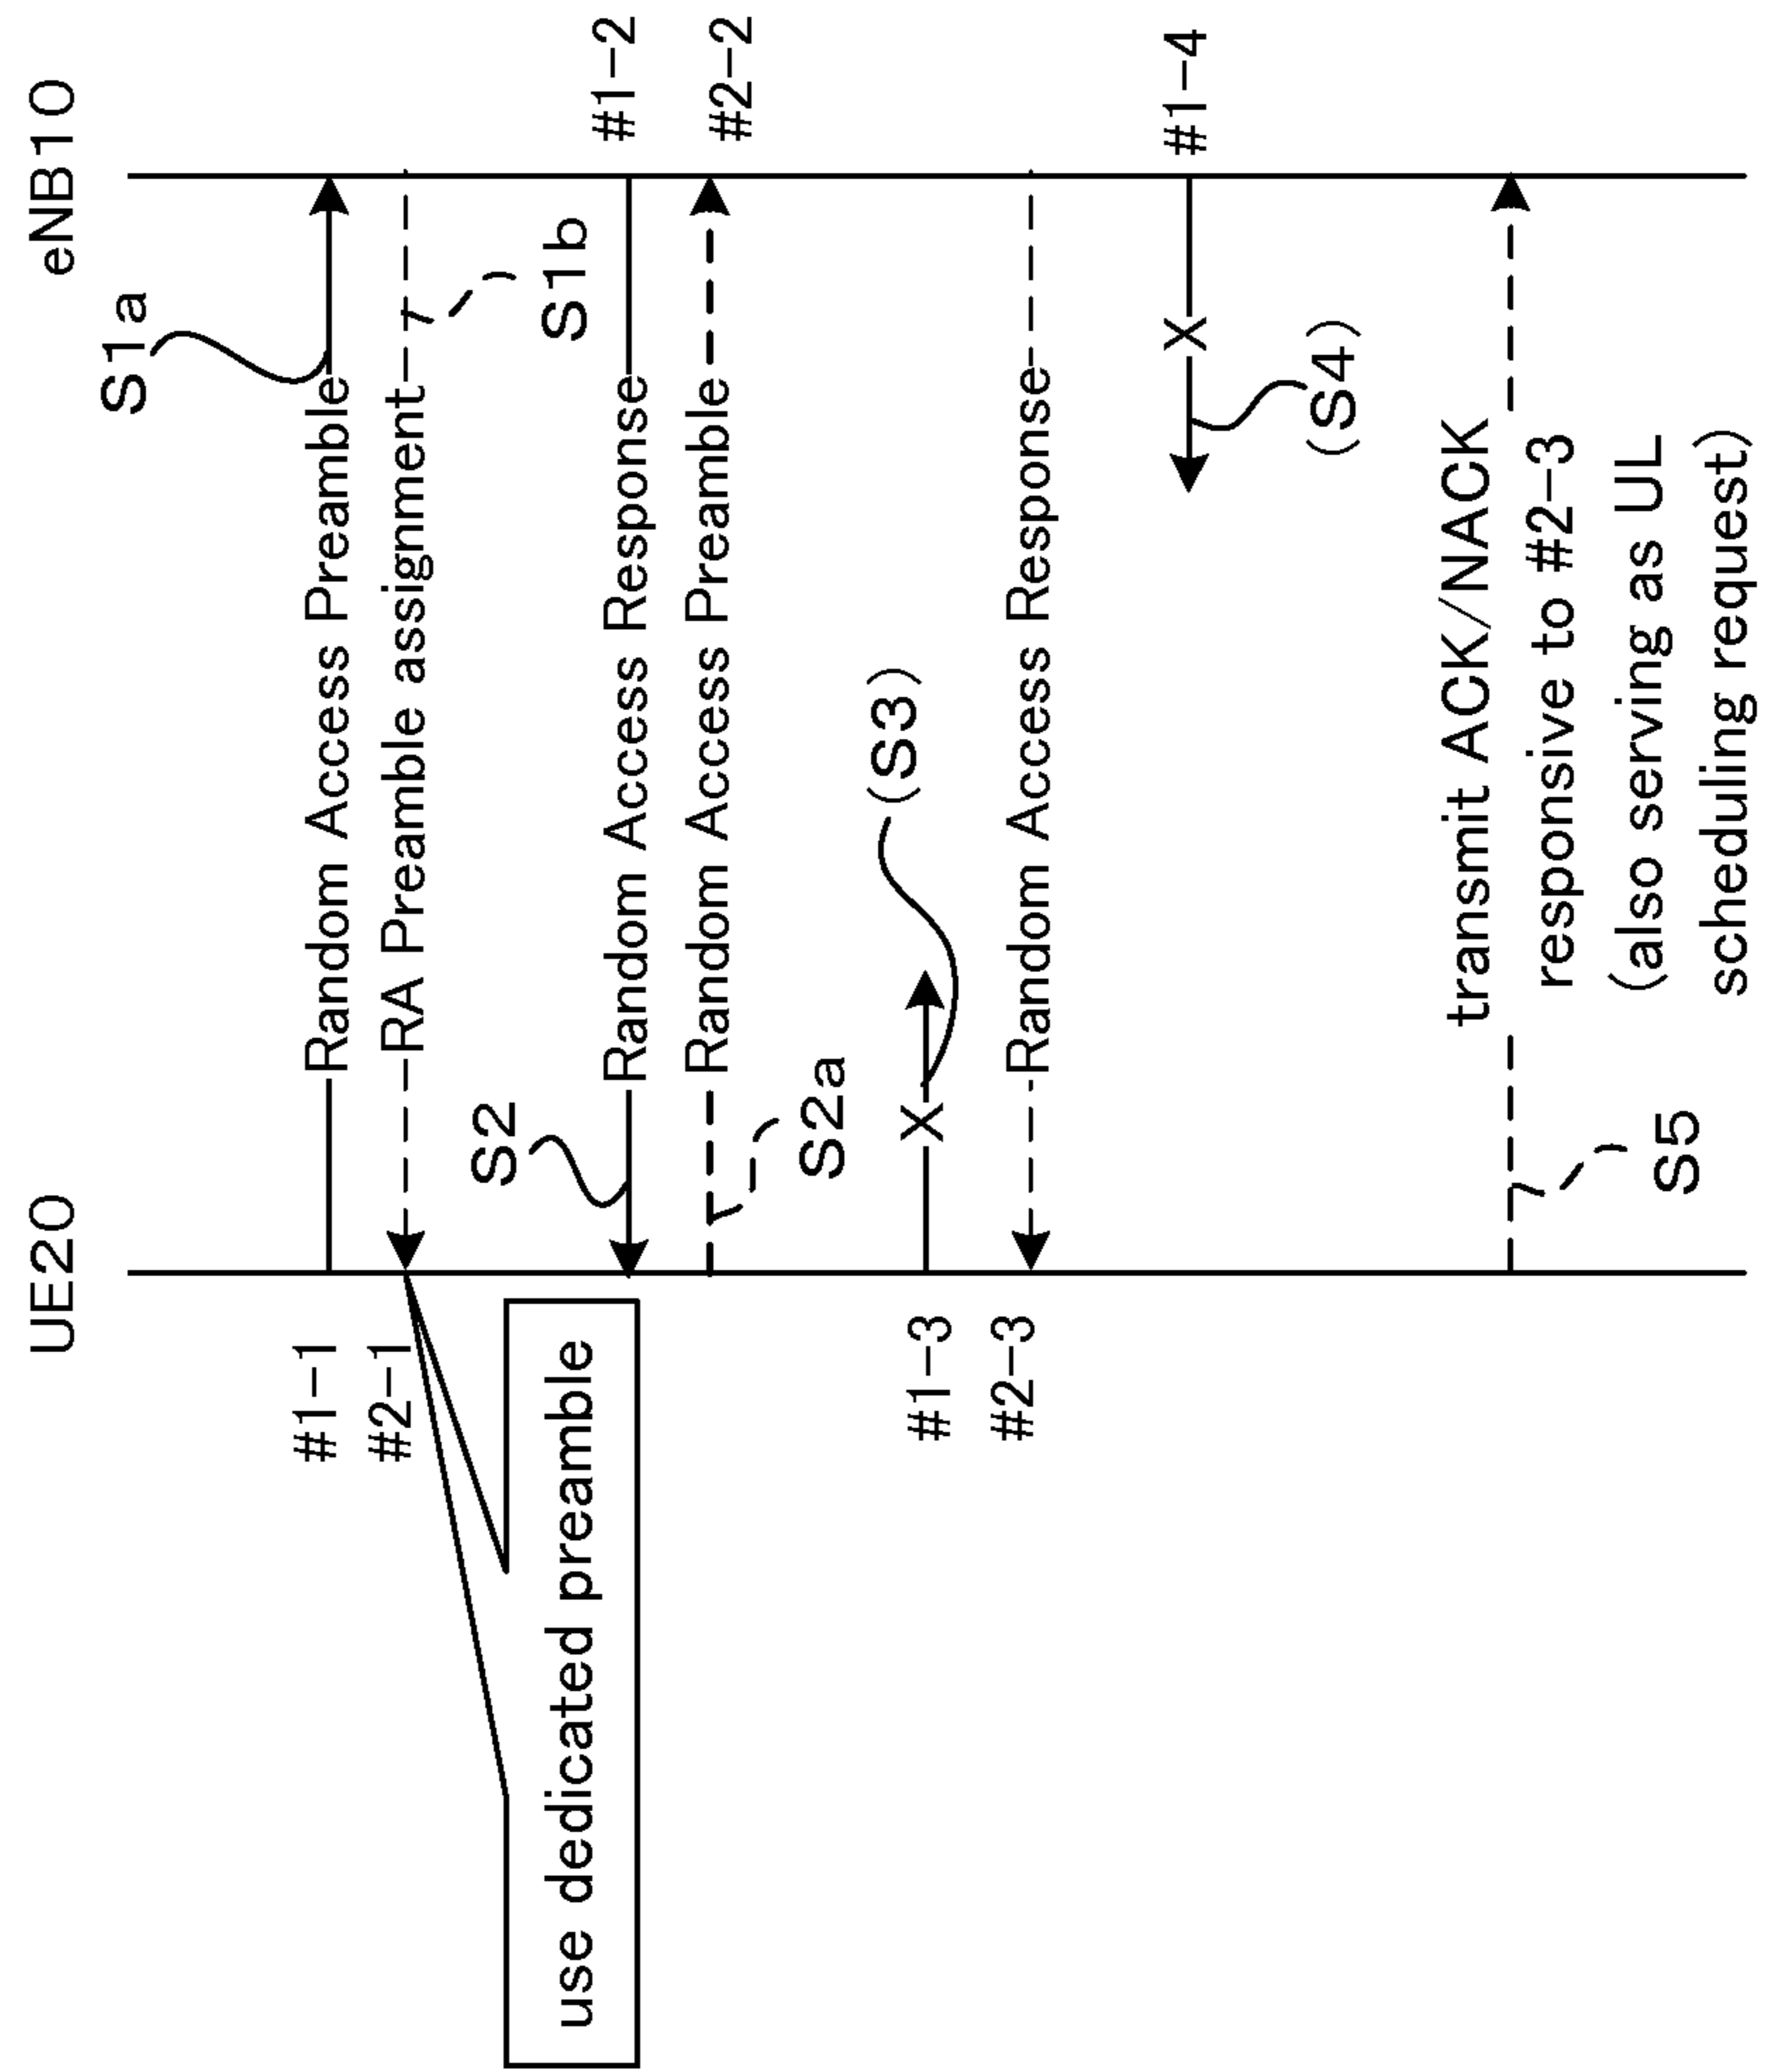 UE20
eNB10
S1a
#1-1
Random Access Preamble
#2-1
RA Preamble assignment
S1b
use dedicated preamble
S2
Random Access Response
#1-2
Random Access Preamble
#2-2
S2a
(S3)
#1-3
#2-3
Random Access Response
#1-4
(S4)
transmit ACK/NACK
responsive to #2-3
(also serving as UL
scheduling request)
S5